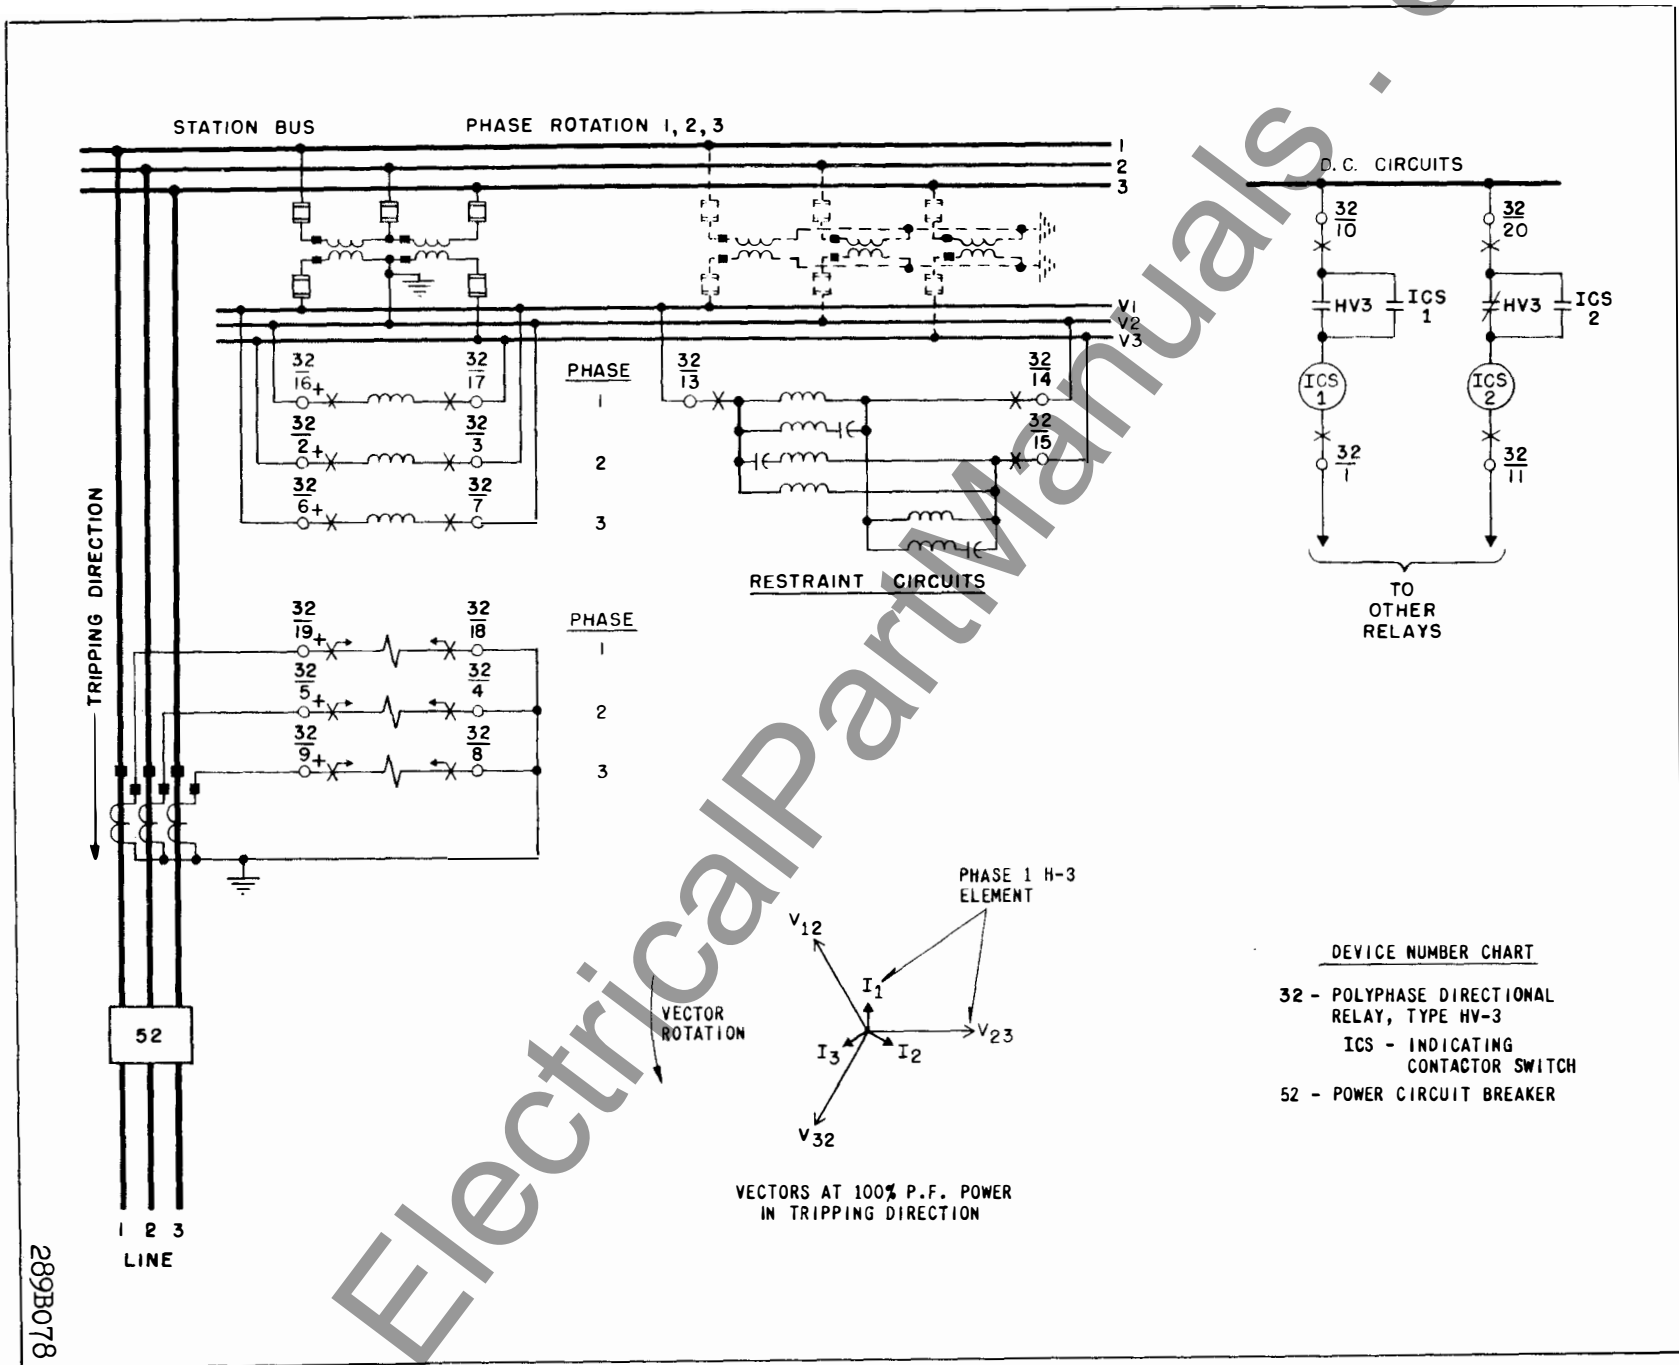 STATION BUS
PHASE ROTATION 1, 2, 3
1
2
3
D.C. CIRCUITS
32
10
32
20
HV3
ICS
1
HV3
ICS
2
ICS
1
ICS
2
32
1
32
11
TO
OTHER
RELAYS
V1
V2
V3
32
16
+
32
17
PHASE
1
32
2
+
32
3
2
32
6
+
32
7
3
32
13
32
14
32
15
RESTRAINT CIRCUITS
TRIPPING DIRECTION
32
19
+
32
18
PHASE
1
32
5
+
32
4
2
32
9
+
32
8
3
52
1 2 3
LINE
PHASE 1 H-3
ELEMENT
V12
I1
V23
I2
I3
V32
VECTOR
ROTATION
VECTORS AT 100% P.F. POWER
IN TRIPPING DIRECTION
DEVICE NUMBER CHART
32 - POLYPHASE DIRECTIONAL
RELAY, TYPE HV-3
ICS - INDICATING
CONTACTOR SWITCH
52 - POWER CIRCUIT BREAKER
289B078
ElectricalPartManuals .